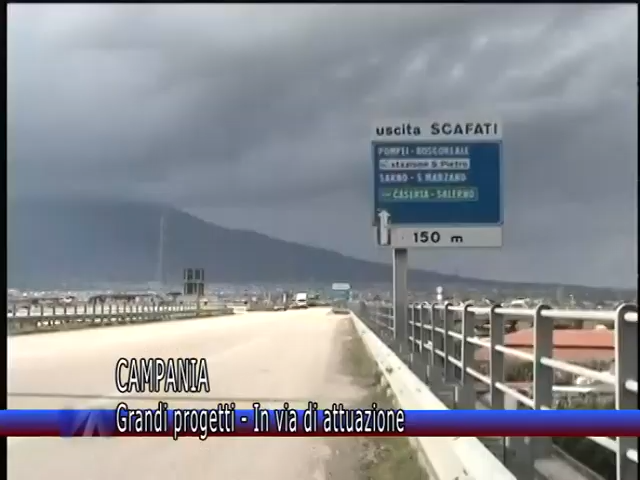 uscita SCAFATI
POMPEI - BOSCOREALE
stazione S. Pietro
SARNO - S. MARZANO
CASERTA - SALERNO
150 m
CAMPANIA
Grandi progetti - In via di attuazione